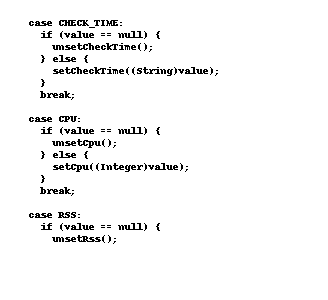 case CHECK_TIME:
if (value == null) {
unsetCheckTime();
} else {
setCheckTime((String)value);
}
break;
case CPU:
if (value == null) {
unsetCpu();
} else {
setCpu((Integer)value);
}
break;
case RSS:
if (value == null) {
unsetRss();